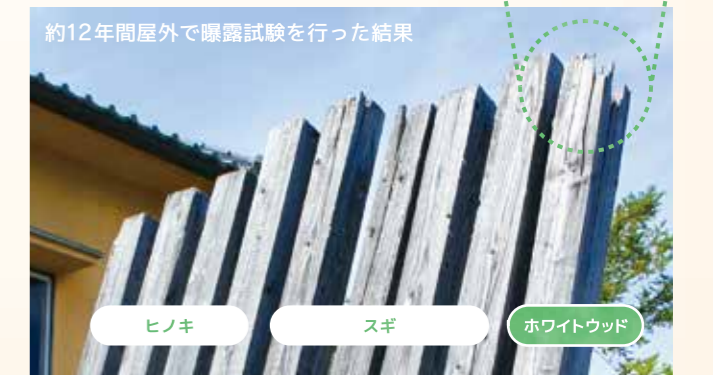 約12年間屋外で曝露試験を行った結果
ヒノキ
スギ
ホワイトウッド